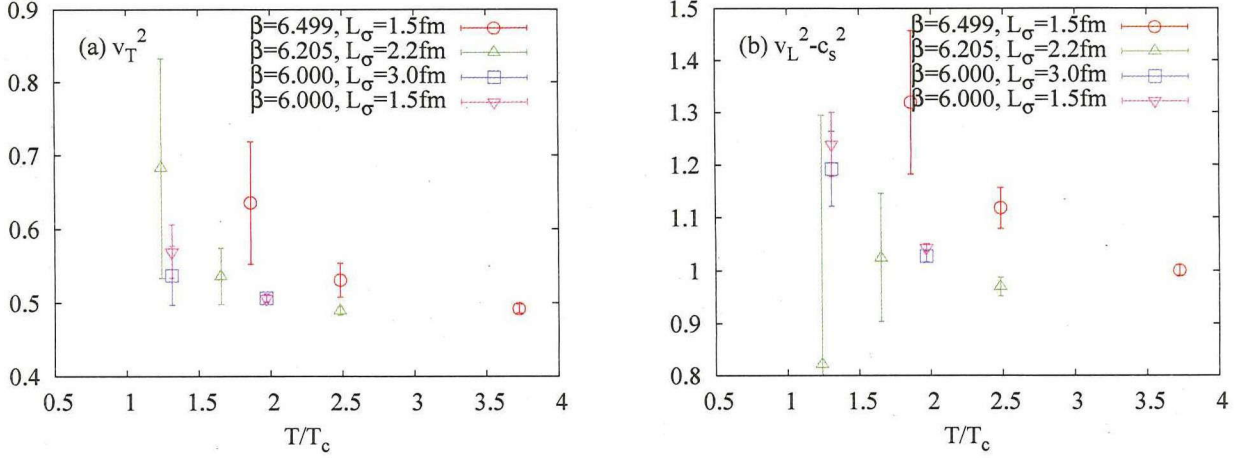 0.9
0.8
0.7
0.6
0.5
0.4
0.5 1 1.5 2 2.5 3 3.5 4
T/T_c
(a) v_T^2
β=6.499, L_σ=1.5fm
β=6.205, L_σ=2.2fm
β=6.000, L_σ=3.0fm
β=6.000, L_σ=1.5fm
1.5
1.4
1.3
1.2
1.1
1
0.9
0.8
0.5 1 1.5 2 2.5 3 3.5 4
T/T_c
(b) v_L^2-c_s^2
β=6.499, L_σ=1.5fm
β=6.205, L_σ=2.2fm
β=6.000, L_σ=3.0fm
β=6.000, L_σ=1.5fm